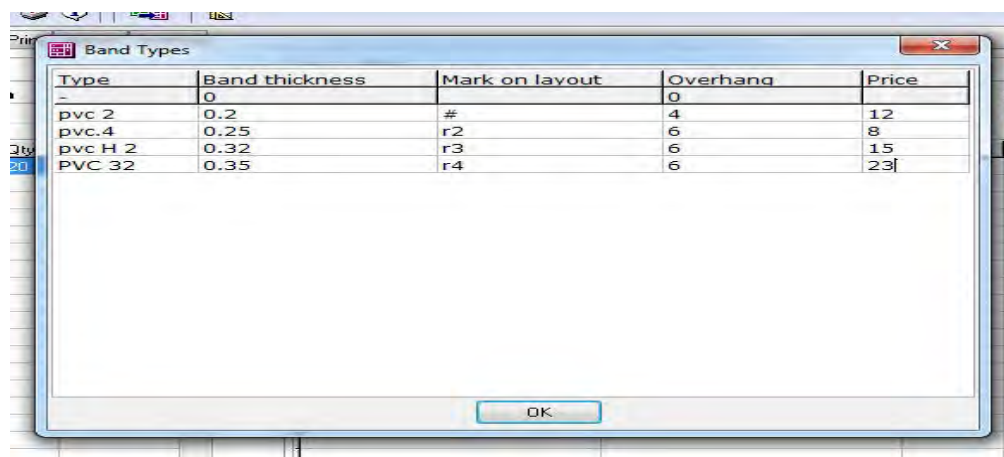 Prin
Band Types
Type Band thickness Mark on layout Overhang Price
- 0 0
pvc 2 0.2 # 4 12
pvc.4 0.25 r2 6 8
Qty pvc H 2 0.32 r3 6 15
20 PVC 32 0.35 r4 6 23
OK